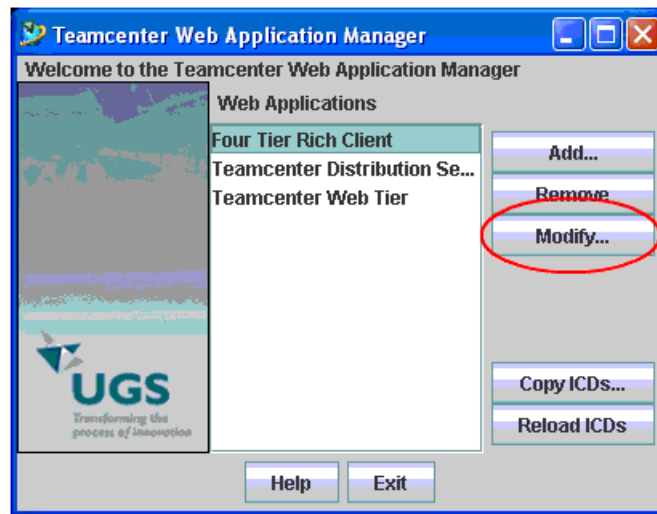 Teamcenter Web Application Manager
Welcome to the Teamcenter Web Application Manager
Web Applications
Four Tier Rich Client
Teamcenter Distribution Se...
Teamcenter Web Tier
Add...
Remove
Modify...
Copy ICDs...
Reload ICDs
UGS
Transforming the
process of innovation
Help
Exit